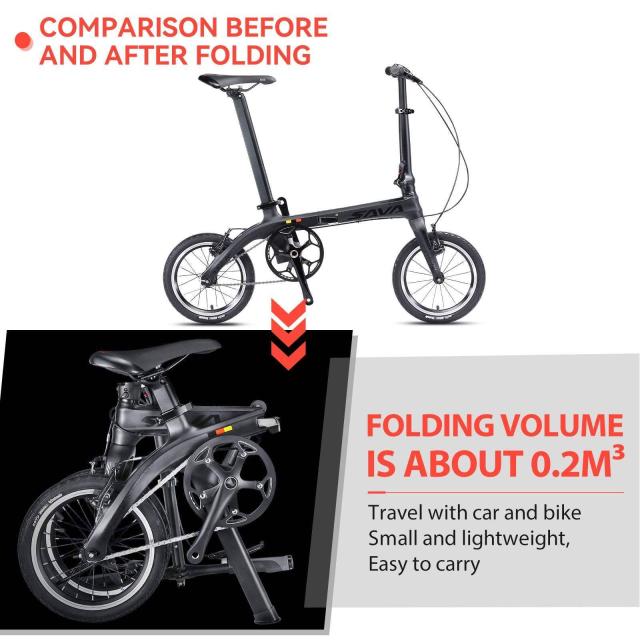 COMPARISON BEFORE
AND AFTER FOLDING
SAVA
FOLDING VOLUME
IS ABOUT 0.2M³
Travel with car and bike
Small and lightweight,
Easy to carry